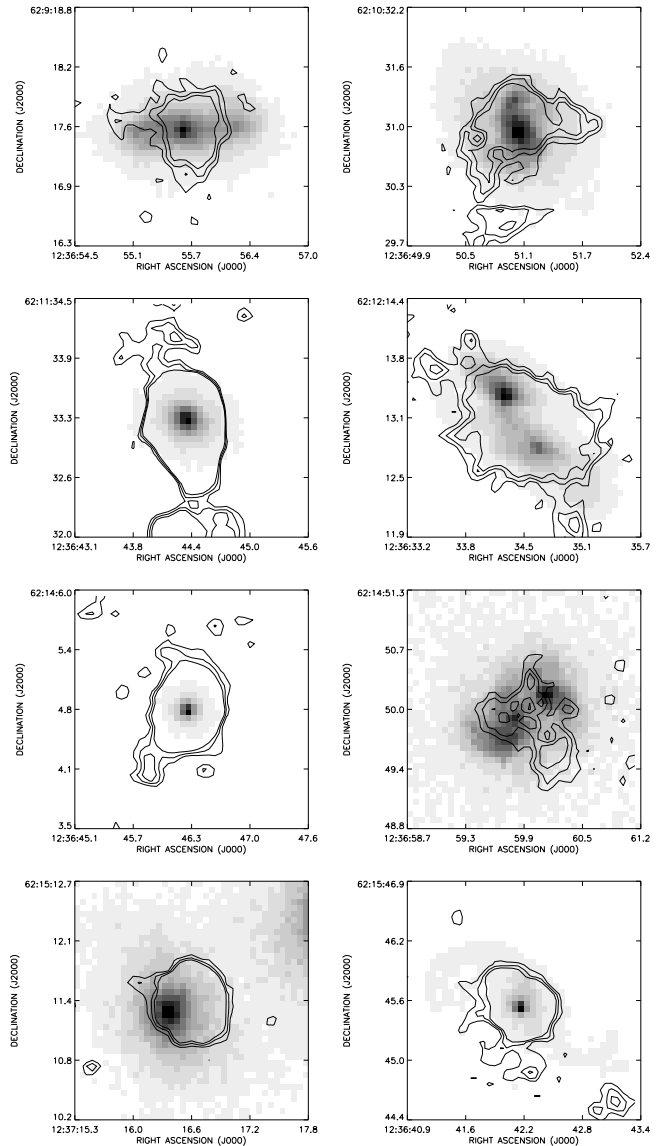 62:9:18.8
18.2
17.6
16.9
16.3
DECLINATION (J2000)
12:36:54.5 55.1 55.7 56.4 57.0
RIGHT ASCENSION (J000)
62:10:32.2
31.6
31.0
30.3
29.7
DECLINATION (J2000)
12:36:49.9 50.5 51.1 51.7 52.4
RIGHT ASCENSION (J000)
62:11:34.5
33.9
33.3
32.6
32.0
DECLINATION (J2000)
12:36:43.1 43.8 44.4 45.0 45.6
RIGHT ASCENSION (J000)
62:12:14.4
13.8
13.1
12.5
11.9
DECLINATION (J2000)
12:36:33.2 33.8 34.5 35.1 35.7
RIGHT ASCENSION (J000)
62:14:6.0
5.4
4.8
4.1
3.5
DECLINATION (J2000)
12:36:45.1 45.7 46.3 47.0 47.6
RIGHT ASCENSION (J000)
62:14:51.3
50.7
50.0
49.4
48.8
DECLINATION (J2000)
12:36:58.7 59.3 59.9 60.5 61.2
RIGHT ASCENSION (J000)
62:15:12.7
12.1
11.4
10.8
10.2
DECLINATION (J2000)
12:37:15.3 16.0 16.6 17.2 17.8
RIGHT ASCENSION (J000)
62:15:46.9
46.2
45.6
45.0
44.4
DECLINATION (J2000)
12:36:40.9 41.6 42.2 42.8 43.4
RIGHT ASCENSION (J000)